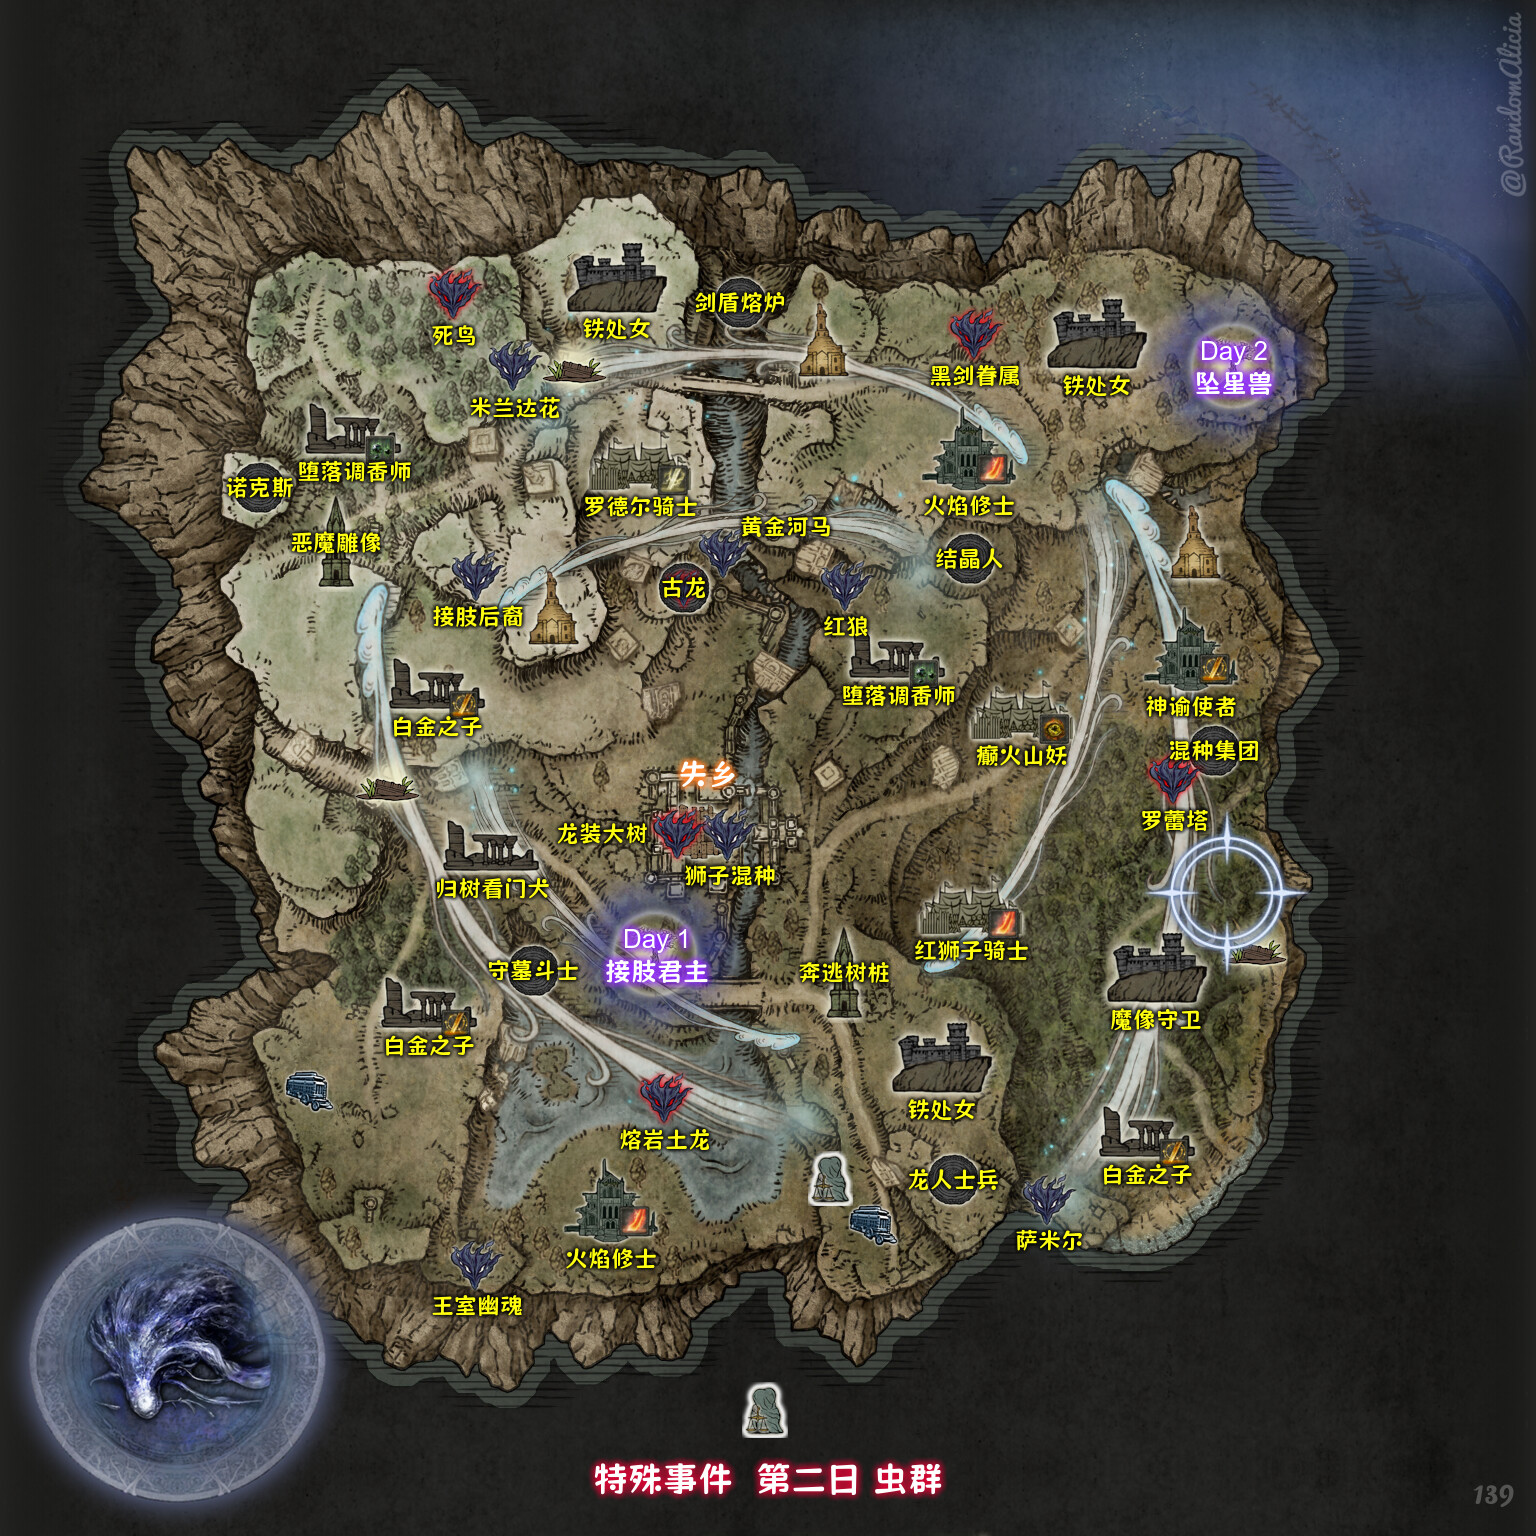 @RandomAlicia
死鸟
铁处女
剑盾熔炉
黑剑眷属
铁处女
Day 2
坠星兽
米兰达花
堕落调香师
诺克斯
罗德尔骑士
火焰修士
恶魔雕像
黄金河马
结晶人
接肢后裔
古龙
红狼
堕落调香师
神谕使者
白金之子
癫火山妖
混种集团
失乡
罗蕾塔
龙装大树
狮子混种
归树看门犬
Day 1
接肢君主
守墓斗士
奔逃树桩
红狮子骑士
魔像守卫
白金之子
铁处女
熔岩土龙
龙人士兵
白金之子
萨米尔
火焰修士
王室幽魂
特殊事件 第二日 虫群
139